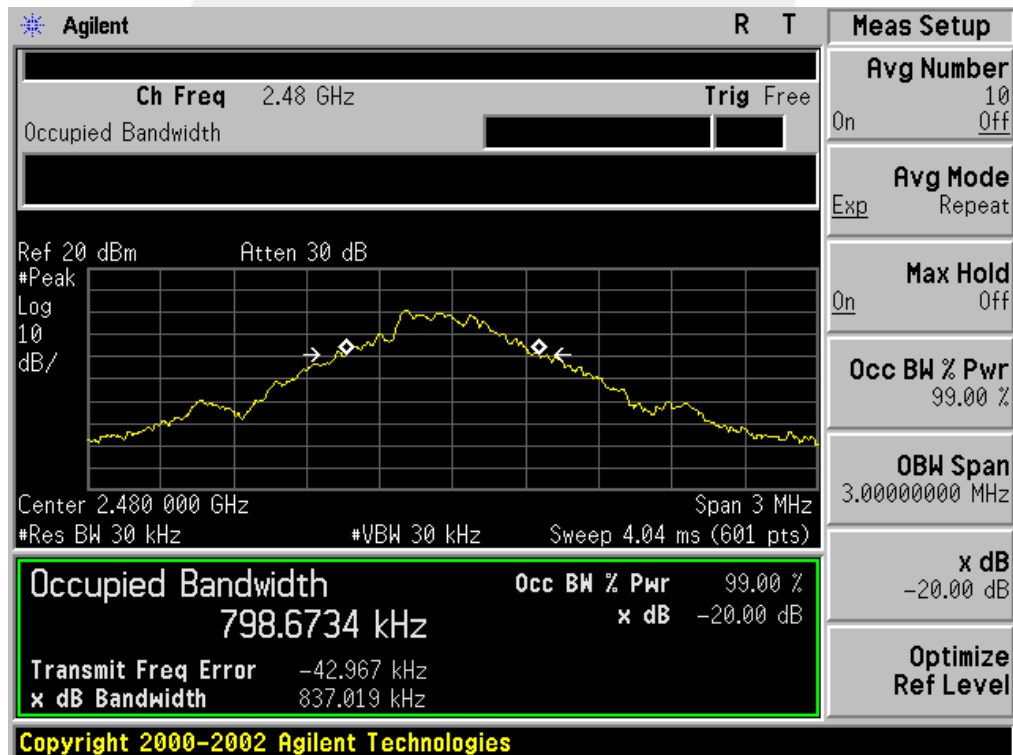 Agilent R T
Meas Setup
Ch Freq 2.48 GHz Trig Free
Occupied Bandwidth
Ref 20 dBm Atten 30 dB
#Peak
Log
10
dB/
Center 2.480 000 GHz Span 3 MHz
#Res BW 30 kHz #VBW 30 kHz Sweep 4.04 ms (601 pts)
Occupied Bandwidth
798.6734 kHz
Occ BW % Pwr 99.00 %
x dB -20.00 dB
Transmit Freq Error -42.967 kHz
x dB Bandwidth 837.019 kHz
Avg Number
10
On Off
Avg Mode
Exp Repeat
Max Hold
On Off
Occ BW % Pwr
99.00 %
OBW Span
3.00000000 MHz
x dB
-20.00 dB
Optimize
Ref Level
Copyright 2000-2002 Agilent Technologies